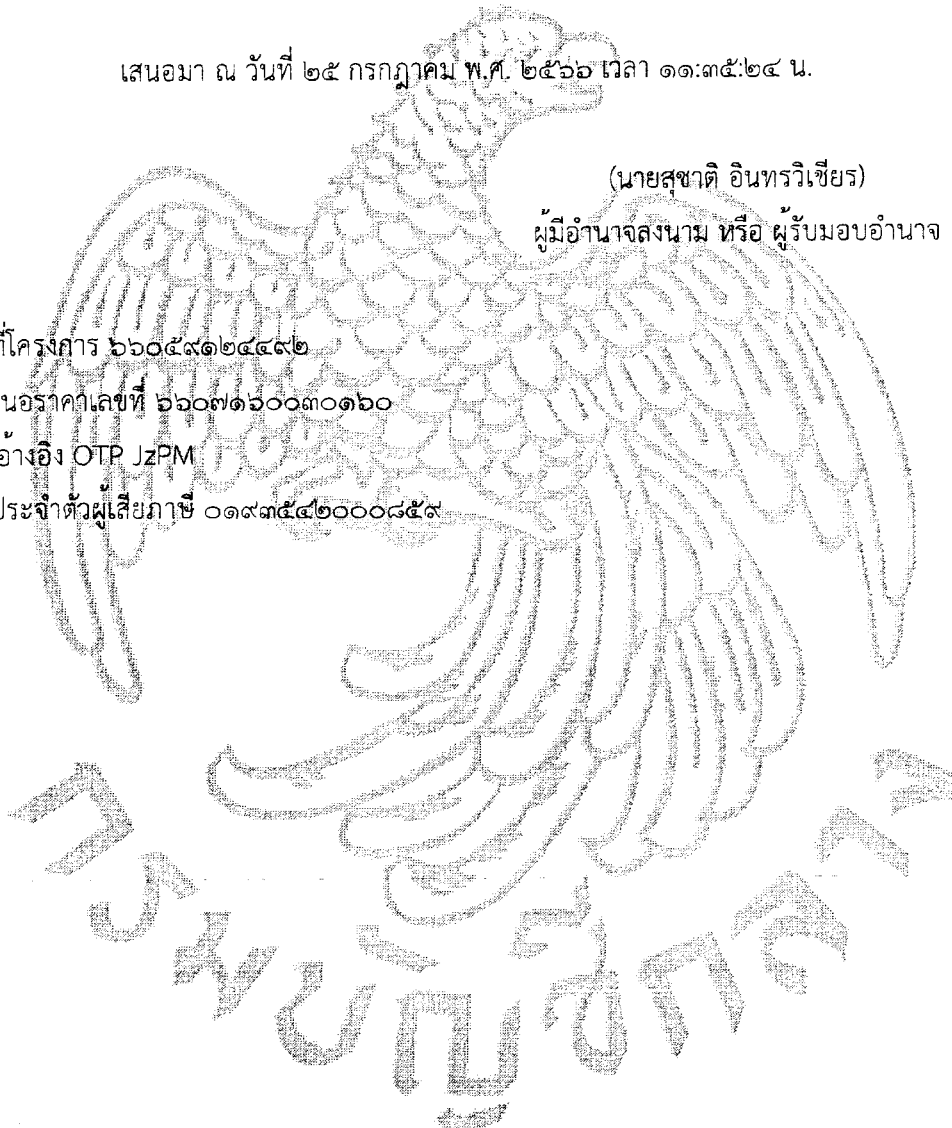 เสนอมา ณ วันที่ ๒๕ กรกฎาคม พ.ศ. ๒๕๖๖ เวลา ๑๑:๓๕:๒๔ น.
(นายสุชาติ อินทรวิเชียร)
ผู้มีอำนาจลงนาม หรือ ผู้รับมอบอำนาจ
ที่โครงการ ๖๖๐๕๙๑๒๔๔๙๒
นอราคาเลขที่ ๖๖๐๗๑๖๐๐๓๐๑๖๐
อ้างอิง OTP JzPM
ประจำตัวผู้เสียภาษี ๐๑๙๓๕๔๒๐๐๐๘๕๙
กรมบัญชีกลาง